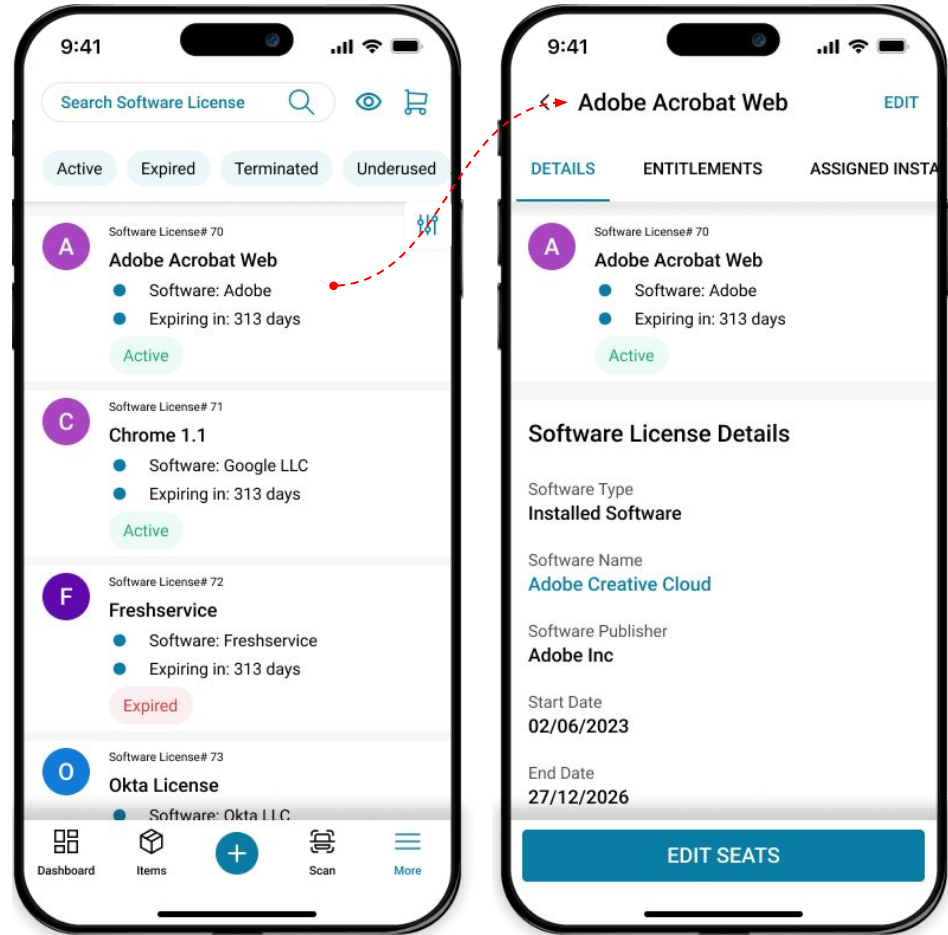 9:41
Search Software License
Active Expired Terminated Underused
A
Software License# 70
Adobe Acrobat Web
Software: Adobe
Expiring in: 313 days
Active
C
Software License# 71
Chrome 1.1
Software: Google LLC
Expiring in: 313 days
Active
F
Software License# 72
Freshservice
Software: Freshservice
Expiring in: 313 days
Expired
O
Software License# 73
Okta License
Software: Okta LLC
Dashboard Items Scan More
9:41
Adobe Acrobat Web EDIT
DETAILS ENTITLEMENTS ASSIGNED INSTA
A
Software License# 70
Adobe Acrobat Web
Software: Adobe
Expiring in: 313 days
Active
Software License Details
Software Type
Installed Software
Software Name
Adobe Creative Cloud
Software Publisher
Adobe Inc
Start Date
02/06/2023
End Date
27/12/2026
EDIT SEATS